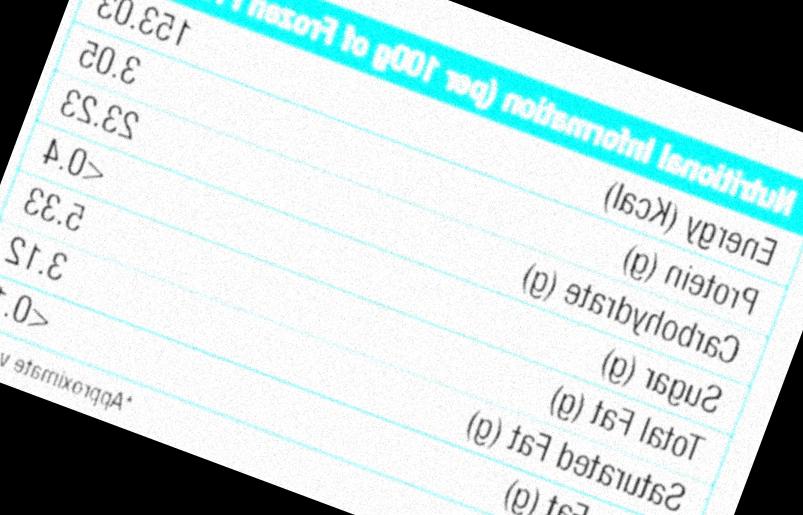 Nutritional Information (per 100g of Frozen
Energy (Kcal) 153.03
Protein (g) 3.05
Carbohydrate (g) 23.23
Sugar (g) <0.4
Total Fat (g) 5.33
Saturated Fat (g) 3.12
Fat (g)
*Approximate